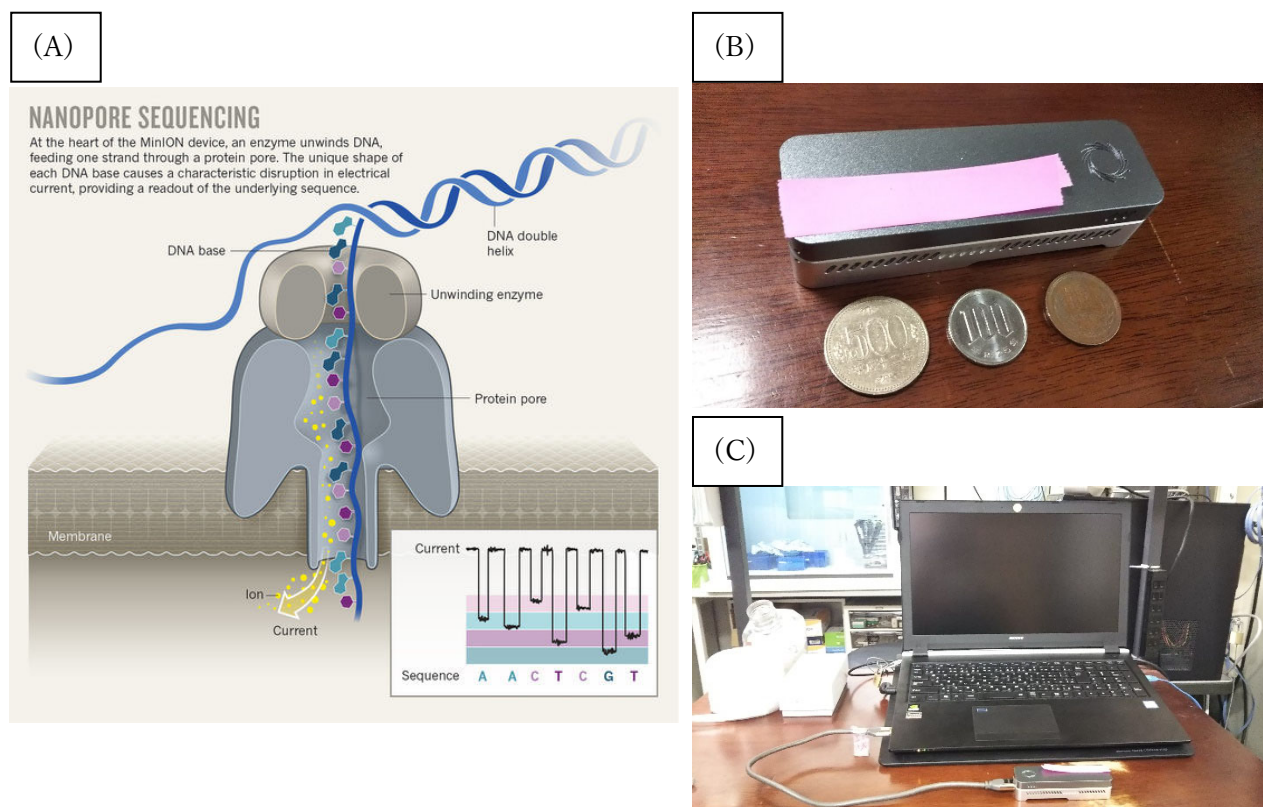 (A)
NANOPORE SEQUENCING
At the heart of the MinION device, an enzyme unwinds DNA,
feeding one strand through a protein pore. The unique shape of
each DNA base causes a characteristic disruption in electrical
current, providing a readout of the underlying sequence.
DNA base
DNA double
helix
Unwinding enzyme
Protein pore
Membrane
Ion
Current
Current
Sequence A A C T C G T
(B)
500
100
(C)